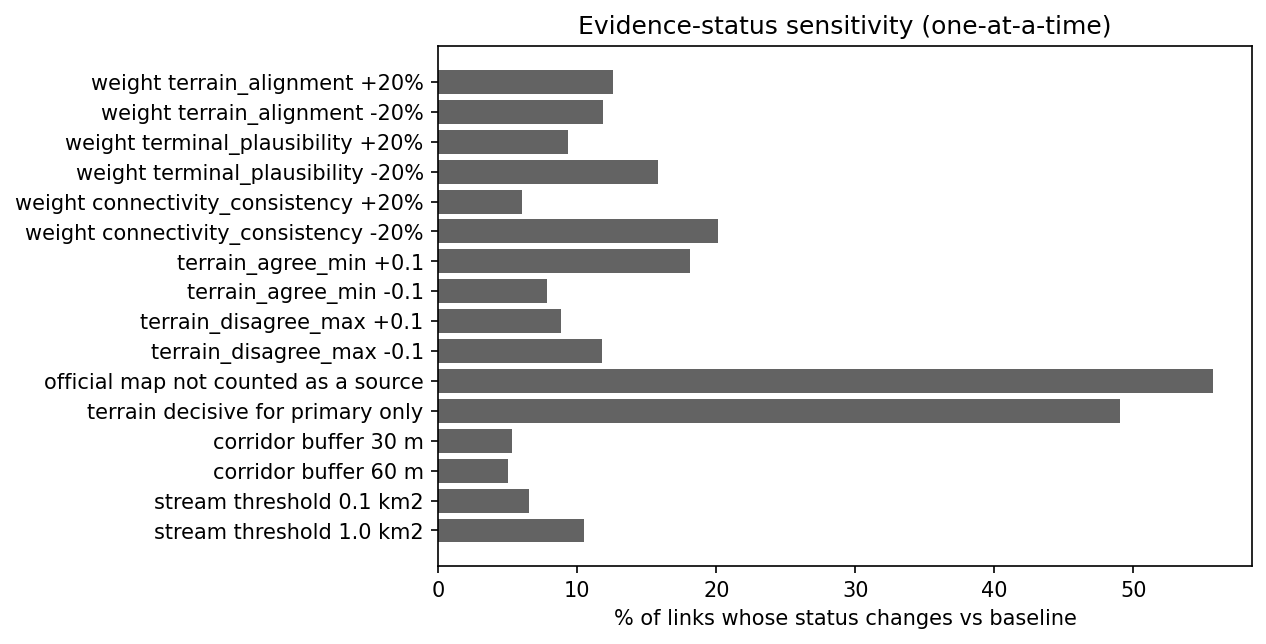 Evidence-status sensitivity (one-at-a-time)
weight terrain_alignment +20%
weight terrain_alignment -20%
weight terminal_plausibility +20%
weight terminal_plausibility -20%
weight connectivity_consistency +20%
weight connectivity_consistency -20%
terrain_agree_min +0.1
terrain_agree_min -0.1
terrain_disagree_max +0.1
terrain_disagree_max -0.1
official map not counted as a source
terrain decisive for primary only
corridor buffer 30 m
corridor buffer 60 m
stream threshold 0.1 km2
stream threshold 1.0 km2
0 10 20 30 40 50
% of links whose status changes vs baseline